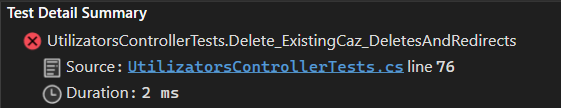 Test Detail Summary
UtilizatorsControllerTests.Delete_ExistingCaz_DeletesAndRedirects
Source: UtilizatorsControllerTests.cs line 76
Duration: 2 ms